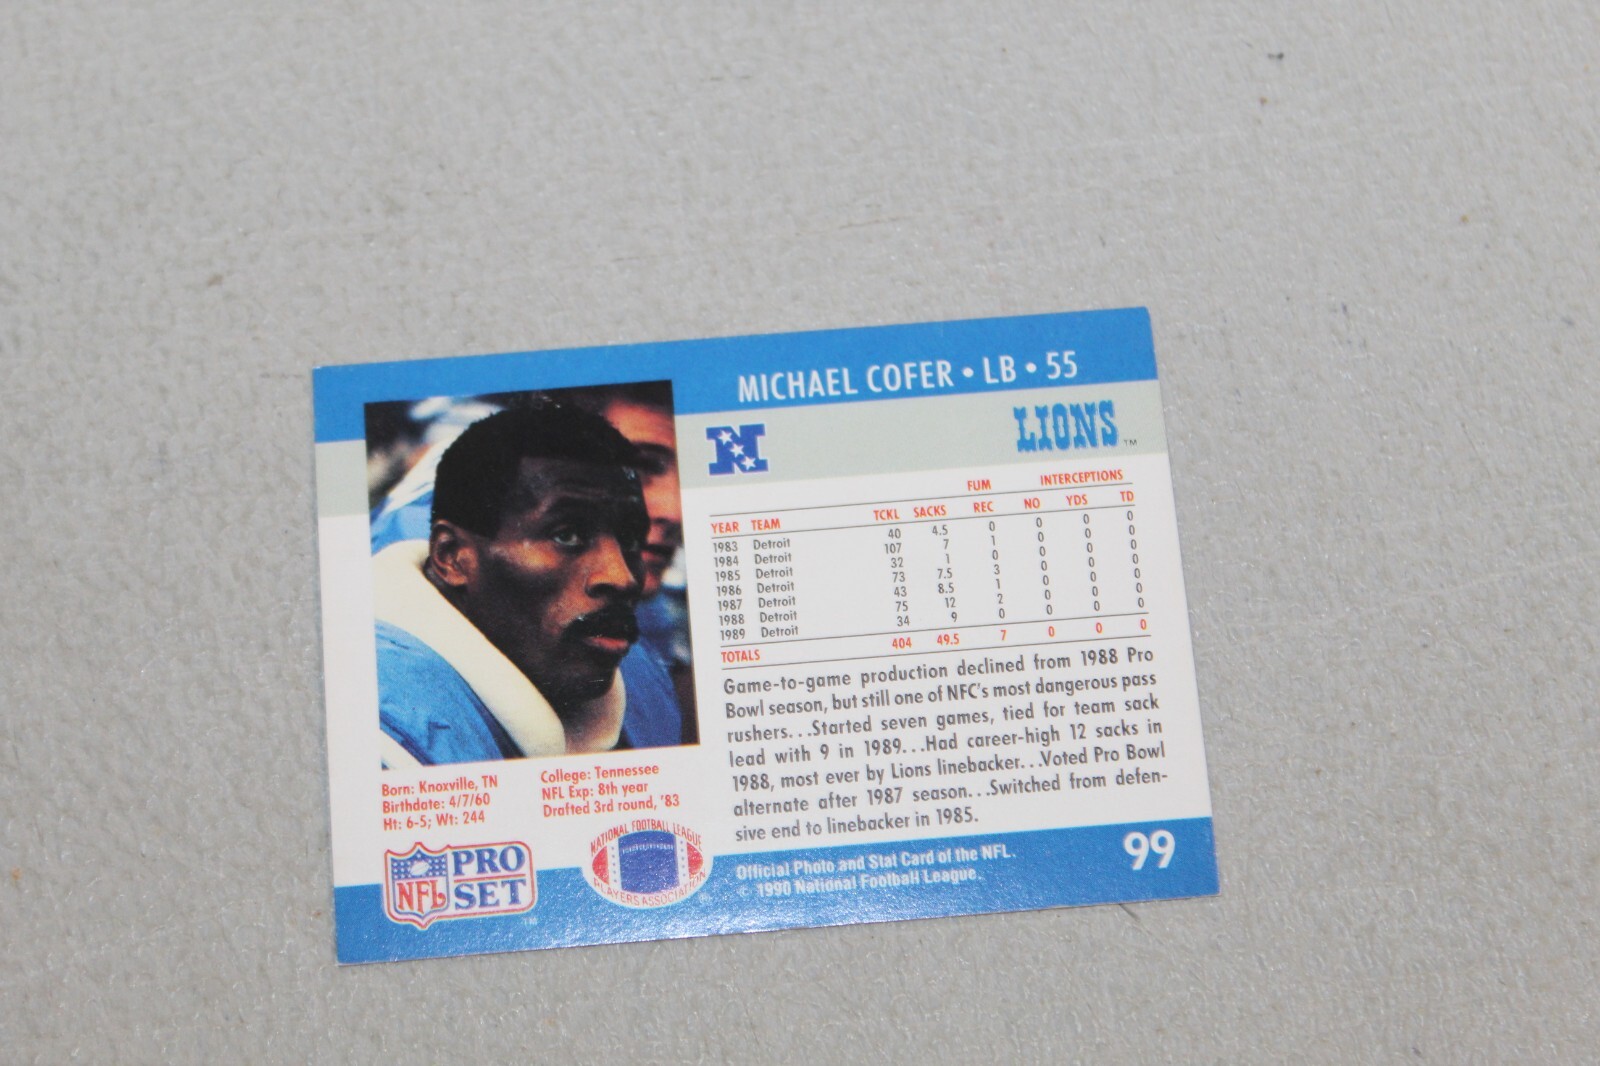 MICHAEL COFER • LB • 55
N
LIONS™
FUM INTERCEPTIONS
YEAR TEAM TCKL SACKS REC NO YDS TD
1983 Detroit 40 4.5 0 0 0 0
1984 Detroit 107 7 1 0 0 0
1985 Detroit 32 1 0 0 0 0
1986 Detroit 73 7.5 3 0 0 0
1987 Detroit 43 8.5 1 0 0 0
1988 Detroit 75 12 2 0 0 0
1989 Detroit 34 9 0 0 0 0
TOTALS 404 49.5 7 0 0 0
Game-to-game production declined from 1988 Pro
Bowl season, but still one of NFC's most dangerous pass
rushers...Started seven games, tied for team sack
lead with 9 in 1989...Had career-high 12 sacks in
1988, most ever by Lions linebacker...Voted Pro Bowl
alternate after 1987 season...Switched from defen-
sive end to linebacker in 1985.
Born: Knoxville, TN
Birthdate: 4/7/60
Ht: 6-5; Wt: 244
College: Tennessee
NFL Exp: 8th year
Drafted 3rd round, '83
NFL PRO SET™
NATIONAL FOOTBALL LEAGUE
PLAYERS ASSOCIATION
Official Photo and Stat Card of the NFL.
© 1990 National Football League.
99